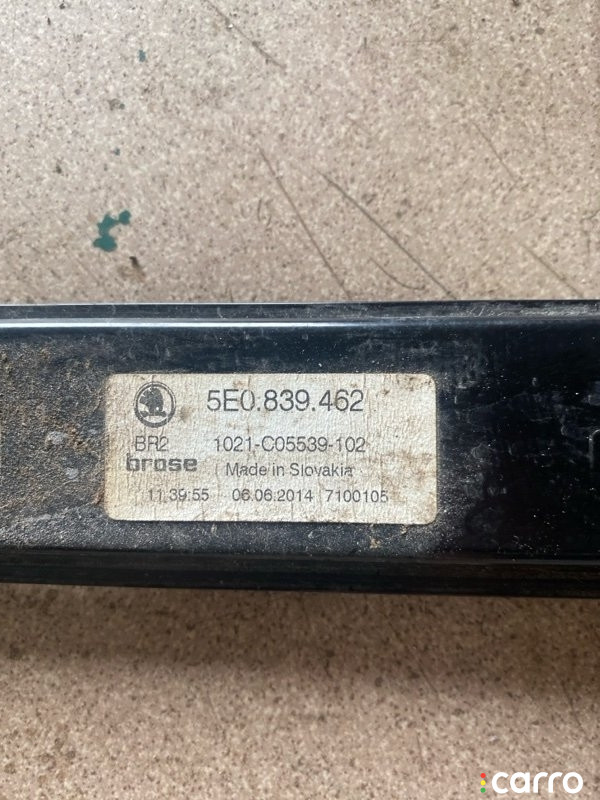 5E0.839.462
BR2 1021-C05539-102
brose Made in Slovakia
11:39:55 06.06.2014 7100105
carro